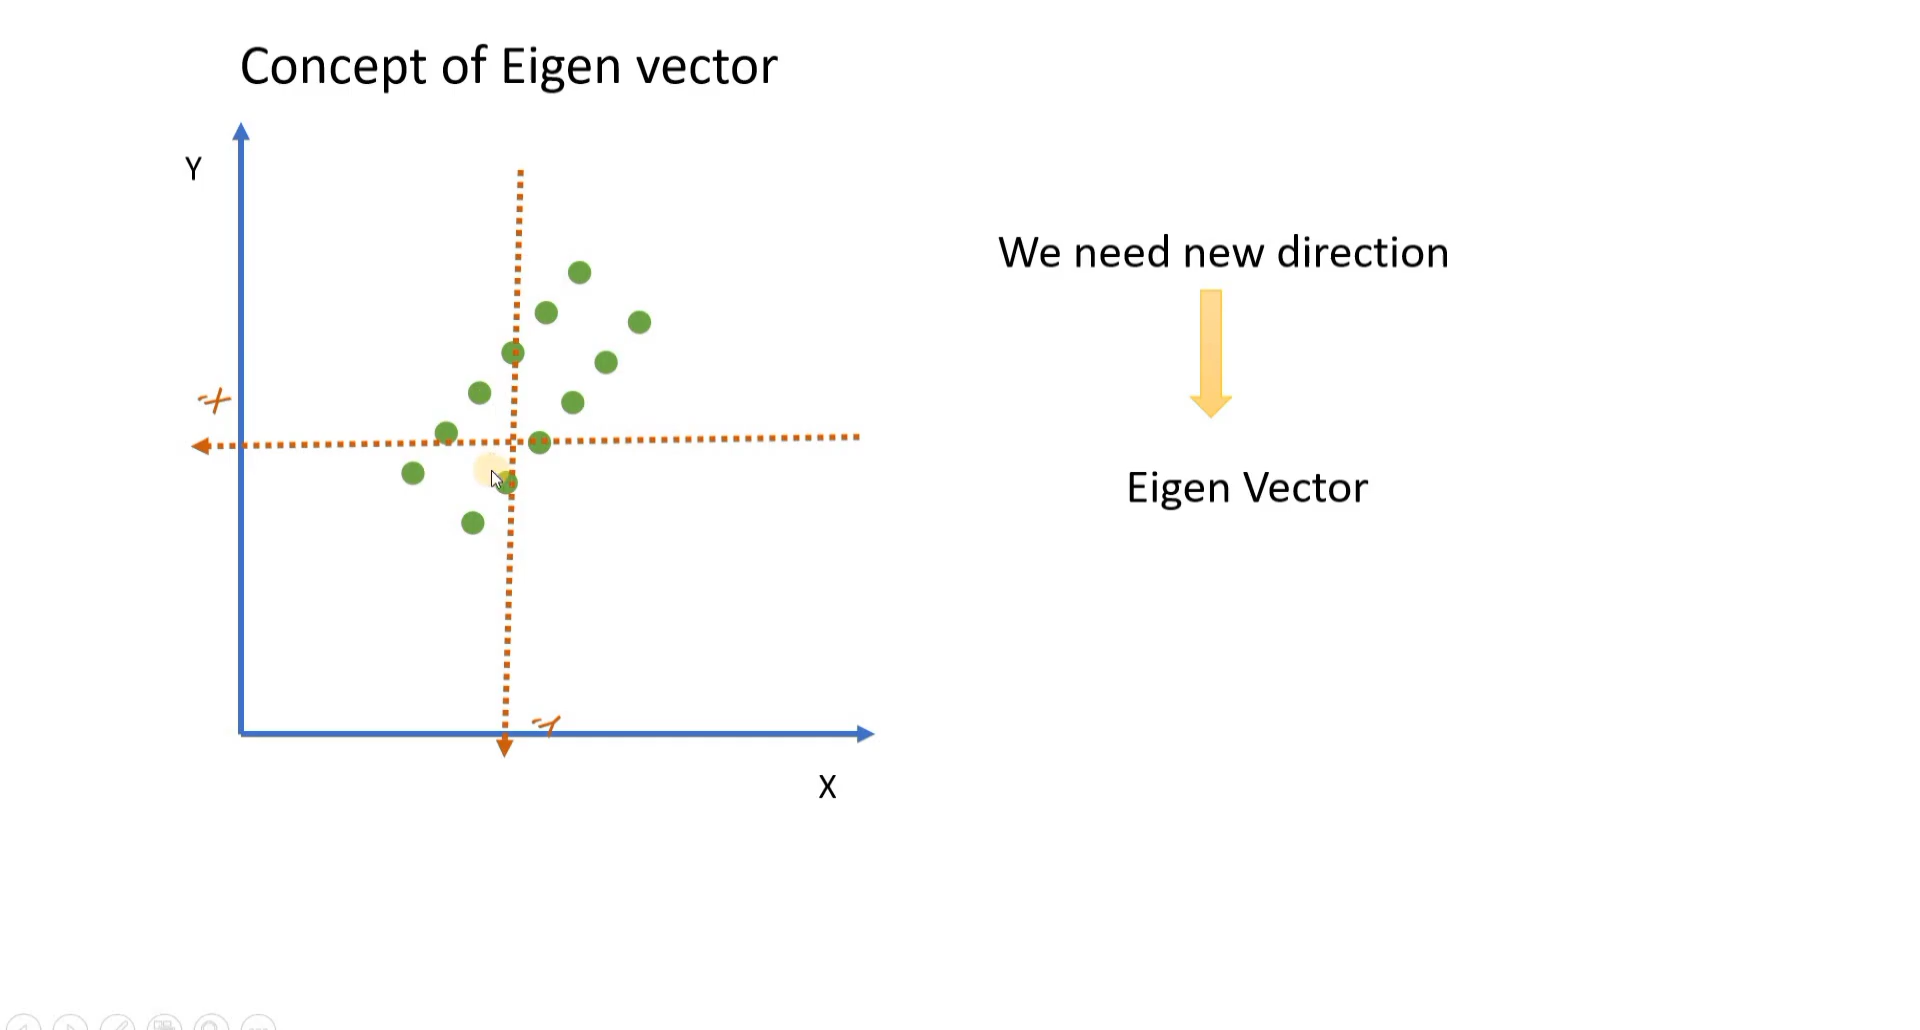 Concept of Eigen vector
Y
We need new direction
Eigen Vector
X